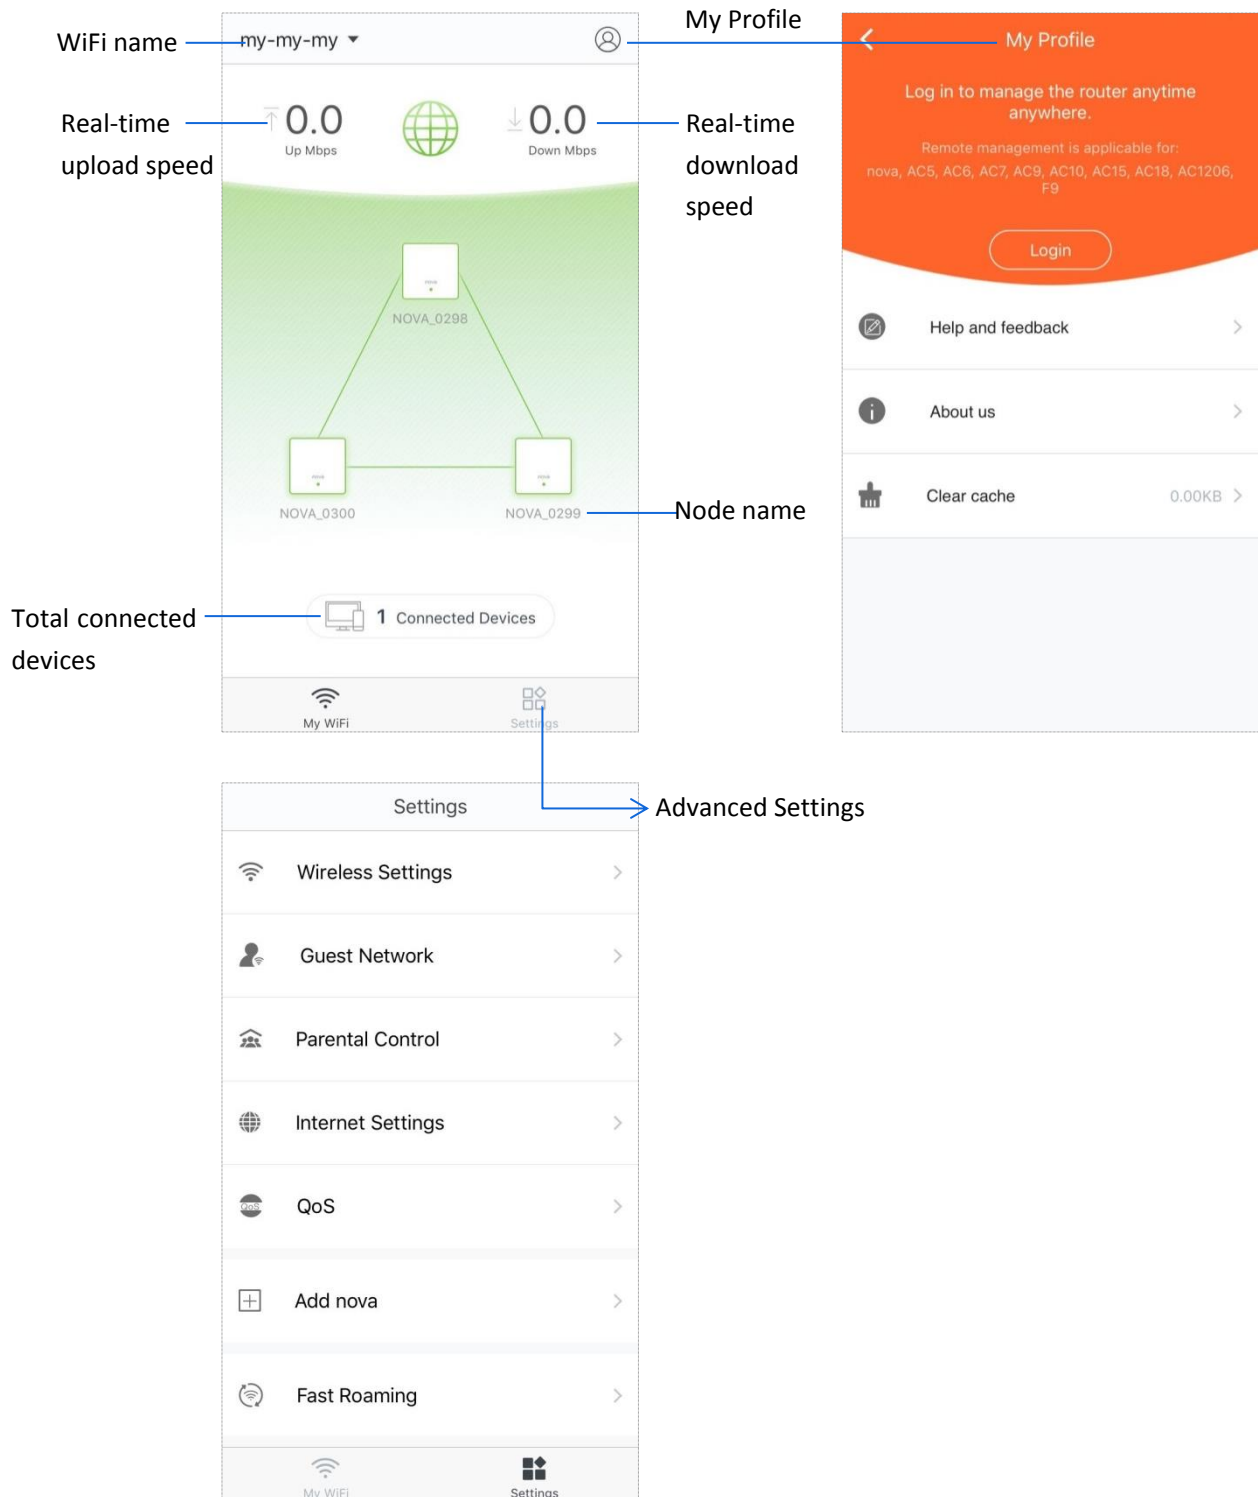 WiFi name
my-my-my
My Profile
Real-time
upload speed
0.0
Up Mbps
0.0
Down Mbps
Real-time
download
speed
nova
NOVA_0298
nova
NOVA_0300
nova
NOVA_0299
Node name
Total connected
devices
1 Connected Devices
My WiFi
Settings
My Profile
Log in to manage the router anytime
anywhere.
Remote management is applicable for:
nova, AC5, AC6, AC7, AC9, AC10, AC15, AC18, AC1206,
F9
Login
Help and feedback
About us
Clear cache 0.00KB
Advanced Settings
Settings
Wireless Settings
Guest Network
Parental Control
Internet Settings
QoS
QoS
Add nova
Fast Roaming
My WiFi
Settings